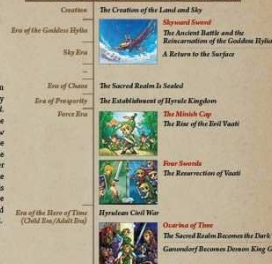 Creation The Creation of the Land and Sky
Skyward Sword
Era of the Goddess Hylia The Ancient Battle and the
Reincarnation of the Goddess Hylia
Sky Era A Return to the Surface
Era of Chaos The Sacred Realm Is Sealed
Era of Prosperity The Establishment of Hyrule Kingdom
Force Era The Minish Cap
The Rise of the Evil Vaati
Four Swords
The Resurrection of Vaati
Era of the Hero of Time Hyrulean Civil War
(Child Era/Adult Era)
Ocarina of Time
The Sacred Realm Becomes the Dark
Ganondorf Becomes Demon King G